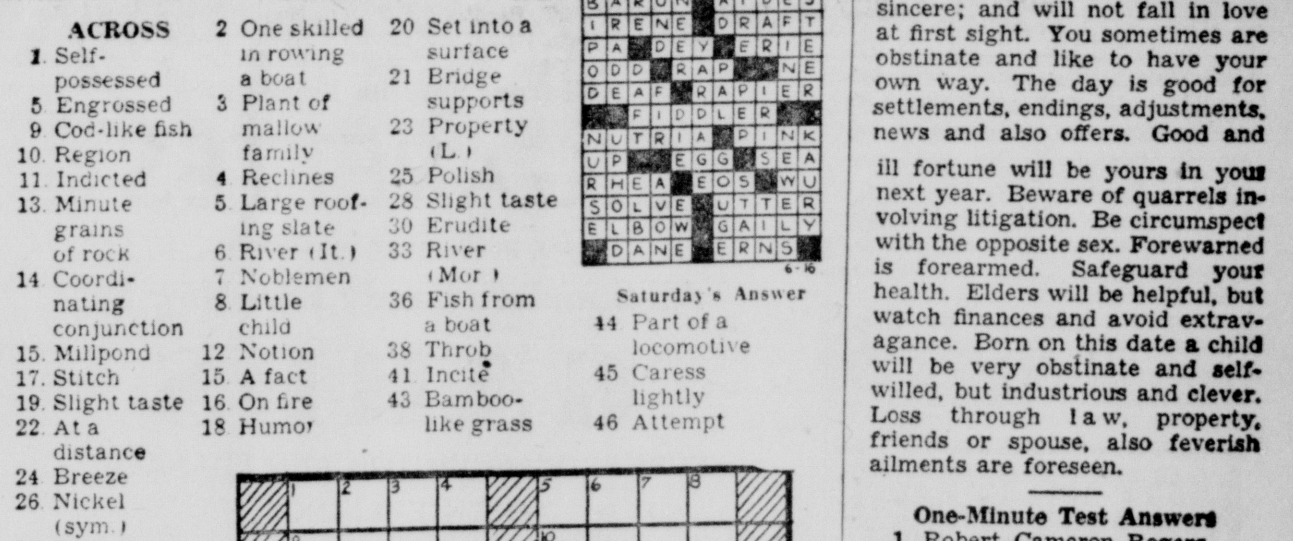 ACROSS
1. Self-
possessed
5. Engrossed
9. Cod-like fish
10. Region
11. Indicted
13. Minute
grains
of rock
14. Coordi-
nating
conjunction
15. Millpond
17. Stitch
19. Slight taste
22. At a
distance
24. Breeze
26. Nickel
(sym.)
2 One skilled
in rowing
a boat
3 Plant of
mallow
family
4. Reclines
5. Large roof-
ing slate
6. River (It.)
7 Noblemen
8. Little
child
12 Notion
15. A fact
16. On fire
18. Humor
20 Set into a
surface
21 Bridge
supports
23 Property
(L.)
25 Polish
28 Slight taste
30 Erudite
33 River
(Mor.)
36 Fish from
a boat
38 Throb
41 Incite
43 Bamboo-
like grass
IRENE DRAFT
PA DEY ERIE
ODD RAP NE
DEAF RAPIER
FIDDLER
NUTRIA PINK
UP EGG SEA
RHEA EOS WU
SOLVE UTTER
ELBOW GAILY
DANE ERNS
6-16
Saturday's Answer
44 Part of a
locomotive
45 Caress
lightly
46 Attempt
1 2 3 4 5 6 7 8
9 10
sincere; and will not fall in love
at first sight. You sometimes are
obstinate and like to have your
own way. The day is good for
settlements, endings, adjustments,
news and also offers. Good and
ill fortune will be yours in your
next year. Beware of quarrels in-
volving litigation. Be circumspect
with the opposite sex. Forewarned
is forearmed. Safeguard your
health. Elders will be helpful, but
watch finances and avoid extrav-
agance. Born on this date a child
will be very obstinate and self-
willed, but industrious and clever.
Loss through law, property,
friends or spouse, also feverish
ailments are foreseen.
One-Minute Test Answers
1. Robert Cameron Rogers